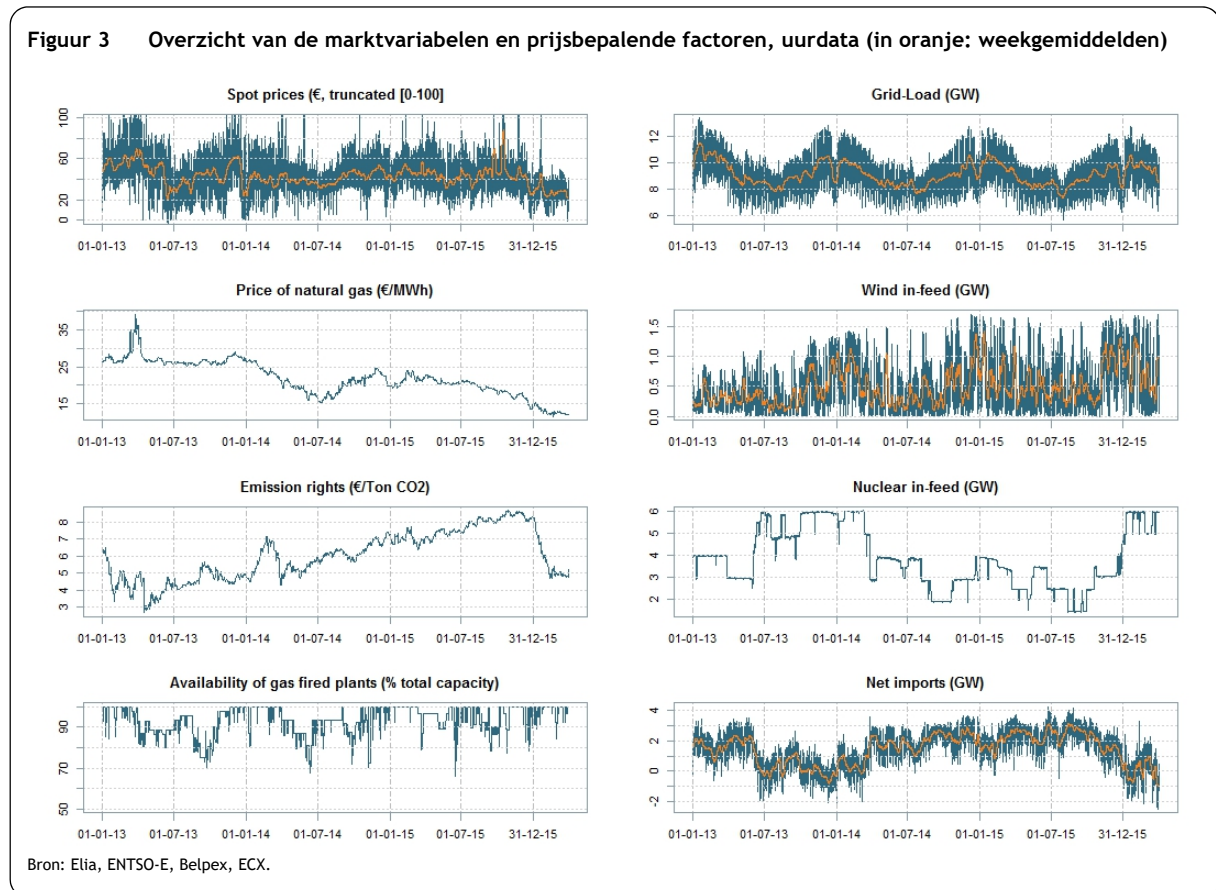 Figuur 3 Overzicht van de marktvariabelen en prijsbepalende factoren, uurdata (in oranje: weekgemiddelden)
Spot prices (€, truncated [0-100]
100
60
20
0
01-01-13 01-07-13 01-01-14 01-07-14 01-01-15 01-07-15 31-12-15
Grid-Load (GW)
12
10
8
6
01-01-13 01-07-13 01-01-14 01-07-14 01-01-15 01-07-15 31-12-15
Price of natural gas (€/MWh)
35
25
15
01-01-13 01-07-13 01-01-14 01-07-14 01-01-15 01-07-15 31-12-15
Wind in-feed (GW)
1.5
1.0
0.5
0.0
01-01-13 01-07-13 01-01-14 01-07-14 01-01-15 01-07-15 31-12-15
Emission rights (€/Ton CO2)
8
7
6
5
4
3
01-01-13 01-07-13 01-01-14 01-07-14 01-01-15 01-07-15 31-12-15
Nuclear in-feed (GW)
6
5
4
3
2
01-01-13 01-07-13 01-01-14 01-07-14 01-01-15 01-07-15 31-12-15
Availability of gas fired plants (% total capacity)
90
70
50
01-01-13 01-07-13 01-01-14 01-07-14 01-01-15 01-07-15 31-12-15
Net imports (GW)
4
2
0
-2
01-01-13 01-07-13 01-01-14 01-07-14 01-01-15 01-07-15 31-12-15
Bron: Elia, ENTSO-E, Belpex, ECX.